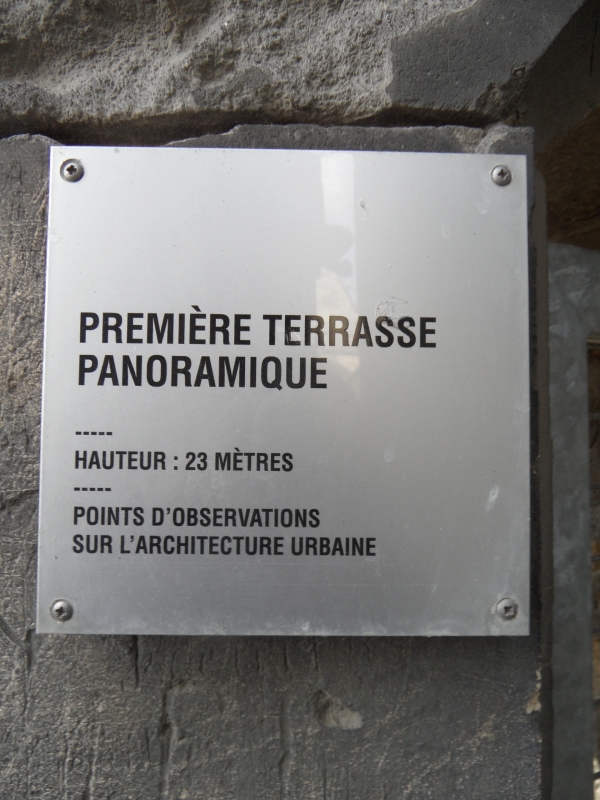 PREMIÈRE TERRASSE
PANORAMIQUE
-----
HAUTEUR : 23 MÈTRES
-----
POINTS D'OBSERVATIONS
SUR L'ARCHITECTURE URBAINE